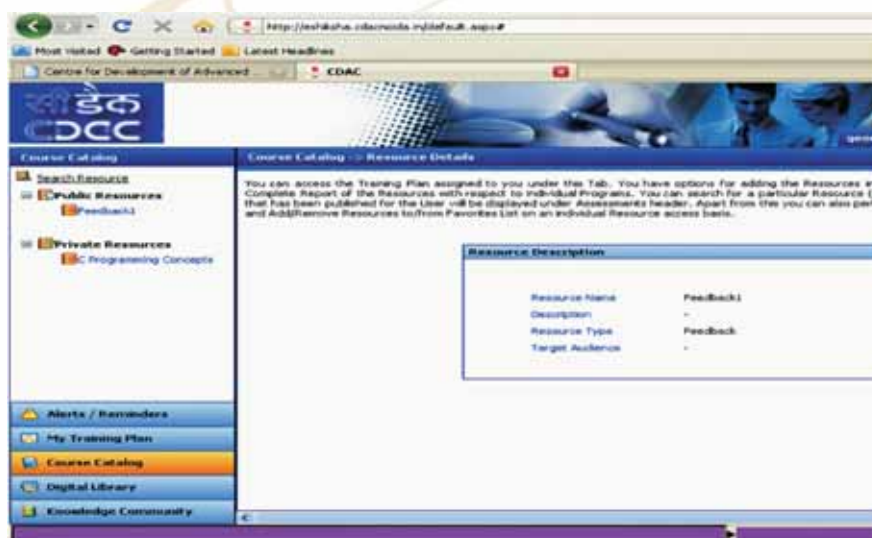 http://eshiksha.cdacnoida.in/default.aspx#
Most Visited Getting Started Latest Headlines
Centre for Development of Advanced ... CDAC
सी डैक
CDAC
Course Catalog
Course Catalog -> Resource Details
Search Resource
Public Resources
Feedback1
Private Resources
C Programming Concepts
You can access the Training Plan assigned to you under this Tab. You have options for adding the Resources
Complete Report of the Resources with respect to individual Programs. You can search for a particular Resource (
that has been published for the User will be displayed under Assessments header. Apart from this you can also
and Add/Remove Resources to/from Favorites List on an individual Resource access basis.
Resource Description
Resource Name Feedback1
Description -
Resource Type Feedback
Target Audience -
Alerts / Reminders
My Training Plan
Course Catalog
Digital Library
Knowledge Community